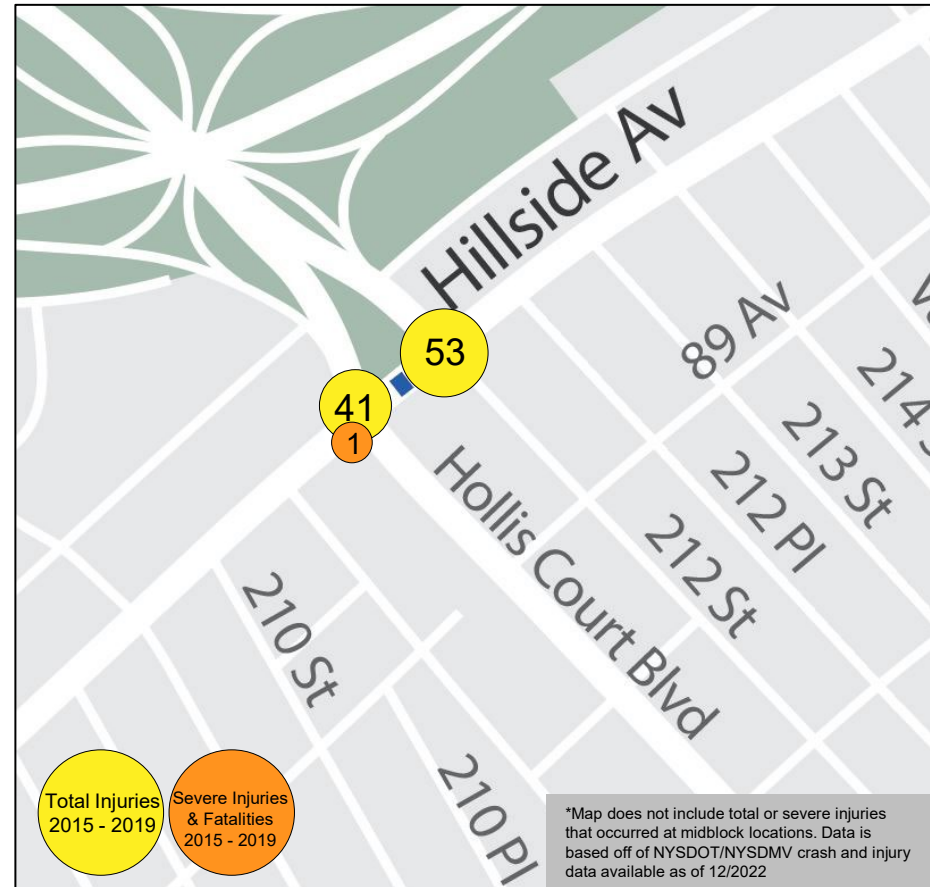 Hillside Av
53
89 Av
41
1
214 S
213 St
212 Pl
212 St
Hollis Court Blvd
210 St
210 Pl
Total Injuries
2015 - 2019
Severe Injuries
& Fatalities
2015 - 2019
*Map does not include total or severe injuries
that occurred at midblock locations. Data is
based off of NYSDOT/NYSDMV crash and injury
data available as of 12/2022